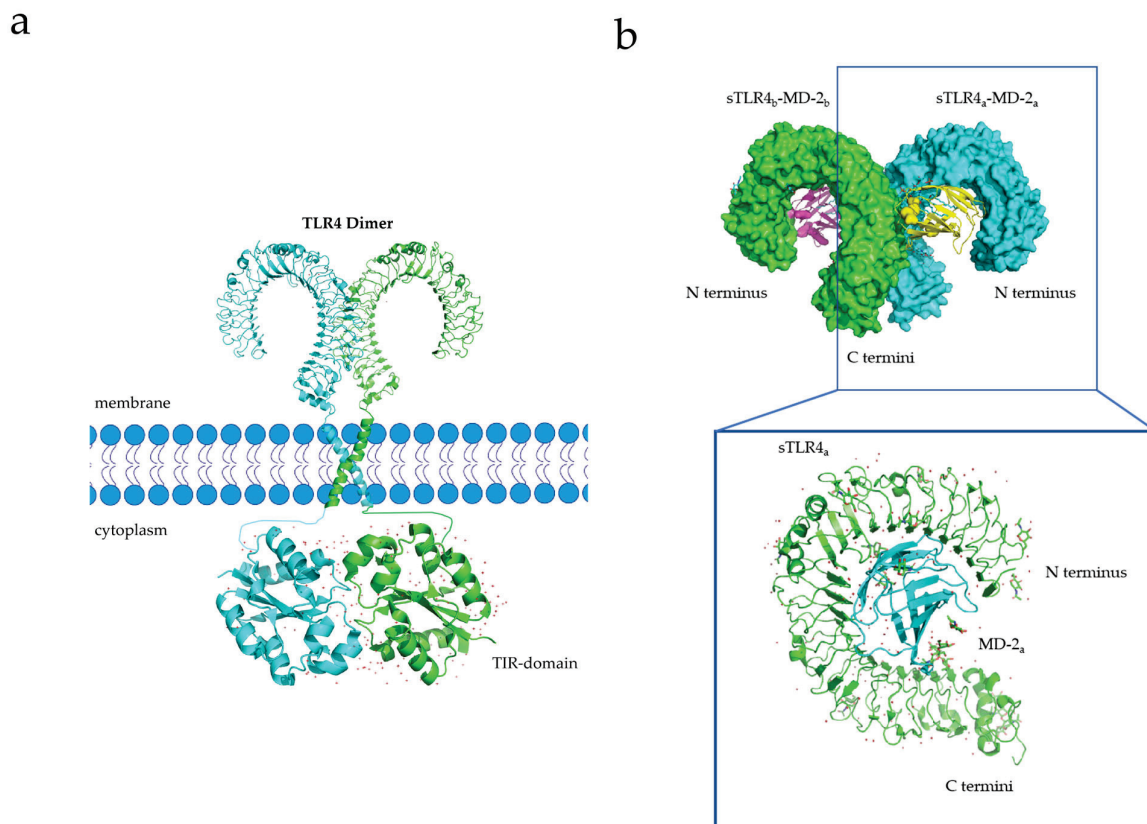 a
TLR4 Dimer
membrane
cytoplasm
TIR-domain
b
sTLR4b-MD-2b
sTLR4a-MD-2a
N terminus
N terminus
C termini
sTLR4a
N terminus
MD-2a
C termini